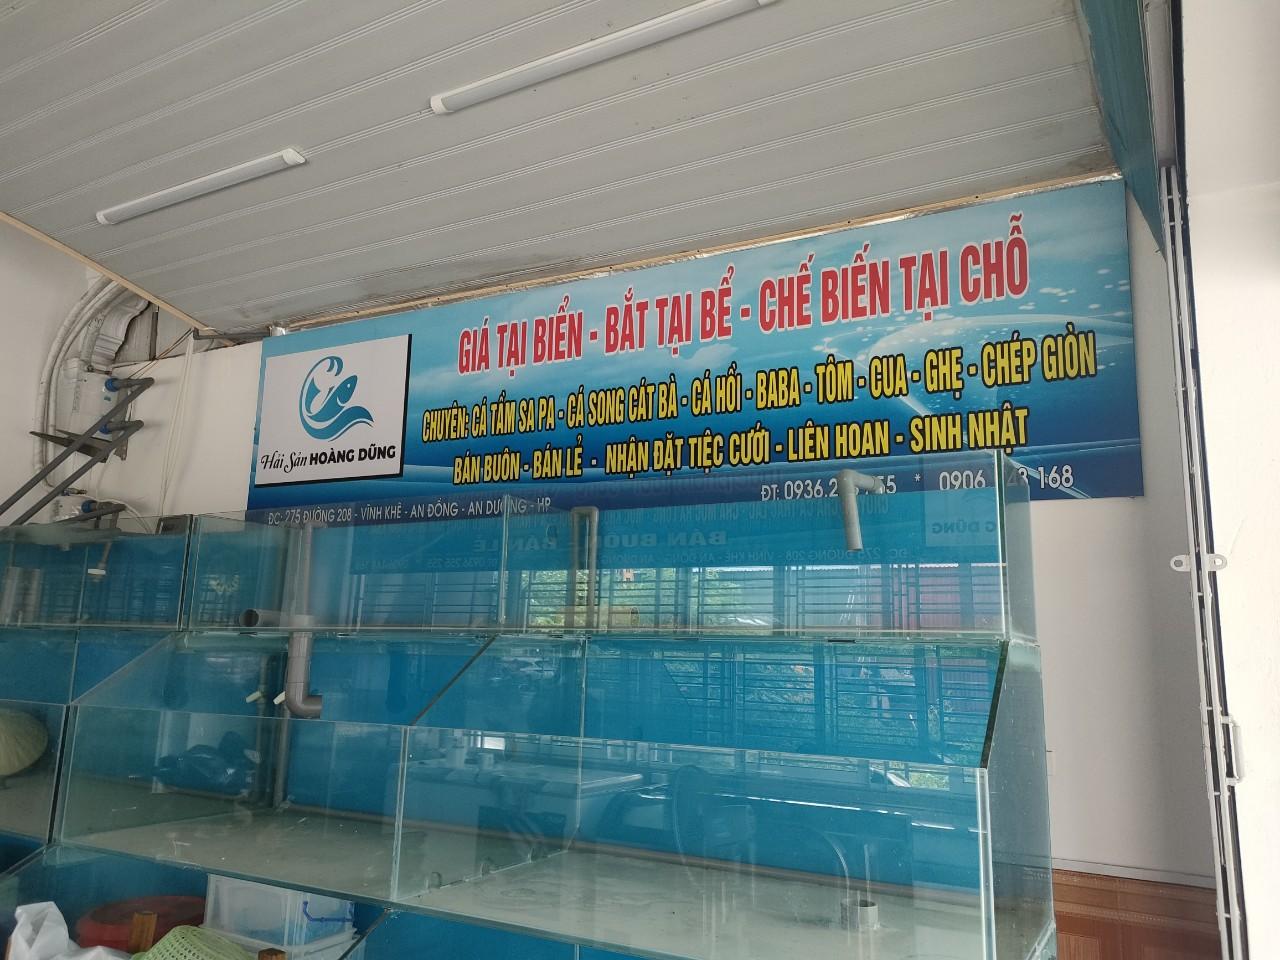 GIÁ TẠI BIỂN - BẮT TẠI BỂ - CHẾ BIẾN TẠI CHỖ
CHUYÊN: CÁ TẦM SA PA - CÁ SONG CÁT BÀ - CÁ HỒI - BABA - TÔM - CUA - GHẸ - CHÉP GIÒN
BÁN BUÔN - BÁN LẺ - NHẬN ĐẶT TIỆC CƯỚI - LIÊN HOAN - SINH NHẬT
Hải Sản HOÀNG DŨNG
ĐC: 275 ĐƯỜNG 208 - VĨNH KHÊ - AN ĐỒNG - AN DƯƠNG - HP
ĐT: 0936. * 0906 168